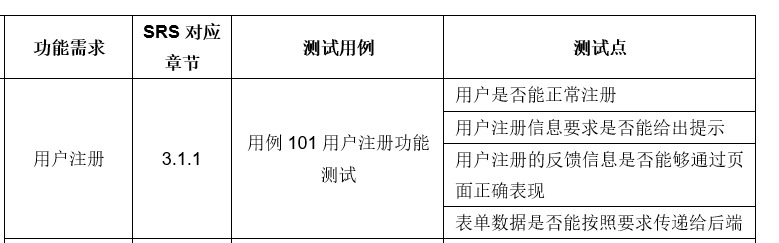 功能需求
SRS 对应
章节
测试用例
测试点
用户注册
3.1.1
用例 101 用户注册功能
测试
用户是否能正常注册
用户注册信息要求是否能给出提示
用户注册的反馈信息是否能够通过页
面正确表现
表单数据是否能按照要求传递给后端